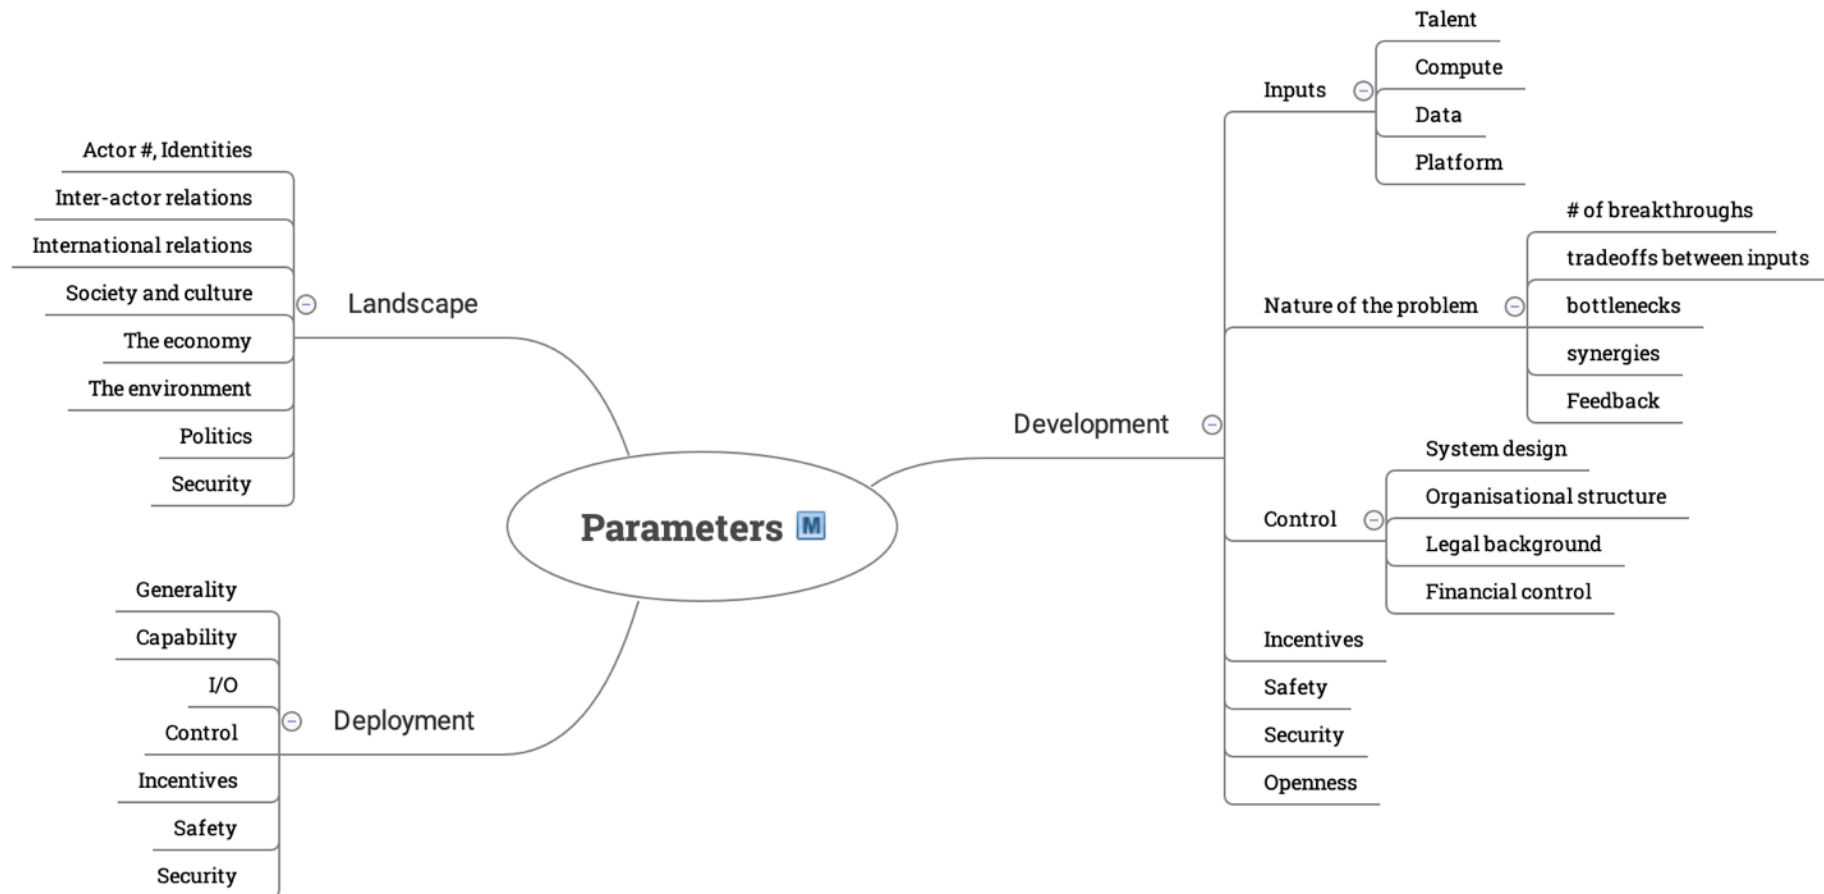 Parameters M
Landscape
Actor #, Identities
Inter-actor relations
International relations
Society and culture
The economy
The environment
Politics
Security
Deployment
Generality
Capability
I/O
Control
Incentives
Safety
Security
Development
Inputs
Talent
Compute
Data
Platform
Nature of the problem
# of breakthroughs
tradeoffs between inputs
bottlenecks
synergies
Feedback
Control
System design
Organisational structure
Legal background
Financial control
Incentives
Safety
Security
Openness